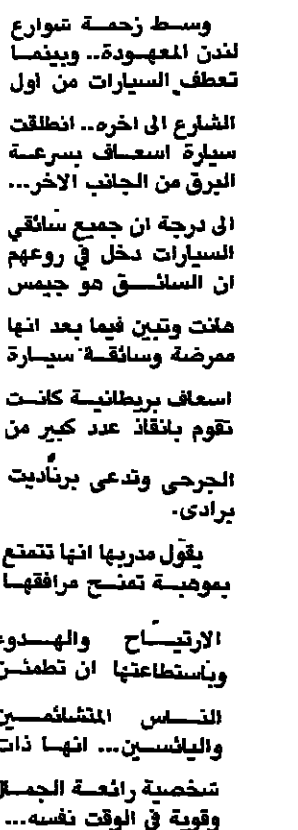 وسط زحمة شوارع
لندن المعهودة.. وبينما
تعطف السيارات من اول
الشارع الى اخره.. انطلقت
سيارة اسعاف بسرعة
البرق من الجانب الاخر...
الى درجة ان جميع سائقي
السيارات دخل في روعهم
ان السائق هو جيمس
هانت وتبين فيما بعد انها
ممرضة وسائقة سيارة
اسعاف بريطانية كانت
تقوم بانقاذ عدد كبير من
الجرحى وتدعى برناديت
برادى.
يقول مدربها انها تتمتع
بموهبة تمنح مرافقها
الارتياح والهدوء
وباستطاعتها ان تطمئن
الناس المتشائمين
واليائسين... انها ذات
شخصية رائعة الجمال
وقوية في الوقت نفسه...